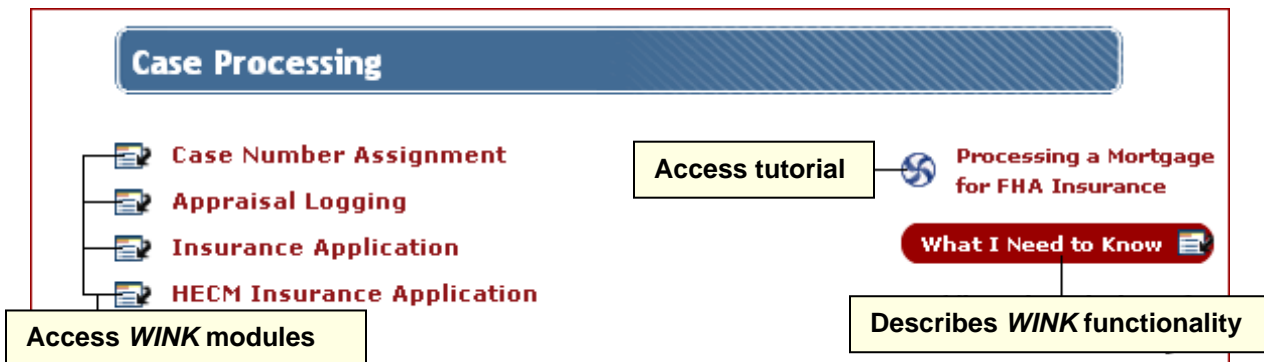 Case Processing
Case Number Assignment
Appraisal Logging
Insurance Application
HECM Insurance Application
Access WINK modules
Access tutorial
Processing a Mortgage
for FHA Insurance
What I Need to Know
Describes WINK functionality